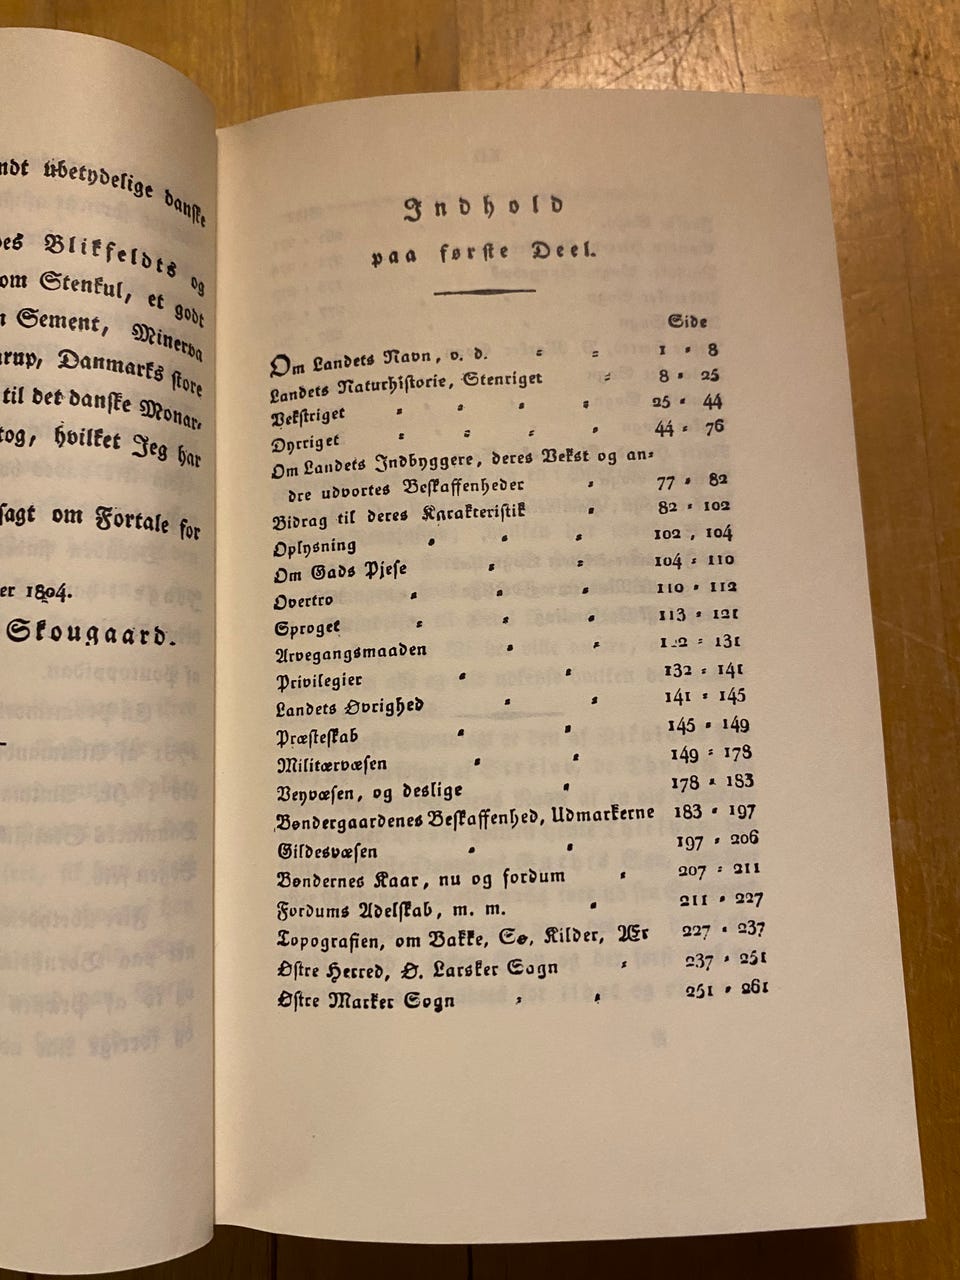 ndt ubetydelige danske
es Blikfeldts og
om Stenkul, et godt
n Sement, Minerva
rup, Danmarks store
til det danske Monar-
tog, hvilket Jeg har
sagt om Fortale for
er 1804.
Skougaard.
Indhold
paa første Deel.
Side
Om Landets Navn, v. d. = = 1 = 8
Landets Naturhistorie, Stenriget = 8 = 25
Vekstriget = = = = 25 = 44
Dyrriget = = = = 44 = 76
Om Landets Indbyggere, deres Vekst og an=
dre udvortes Beskaffenheder = 77 = 82
Bidrag til deres Karakteristik = 82 = 102
Oplysning = = = 102 , 104
Om Gads Pjese = = 104 = 110
Overtro = = = 110 = 112
Sproget = = = 113 = 121
Arvegangsmaaden = = 122 = 131
Privilegier = = 132 = 141
Landets Øvrighed = = 141 = 145
Præsteskab = = 145 = 149
Militærvæsen = = 149 = 178
Veyvæsen, og deslige = 178 = 183
Bøndergaardenes Beskaffenhed, Udmarkerne 183 = 197
Gildesvæsen = = 197 = 206
Bøndernes Kaar, nu og fordum = 207 = 211
Fordums Adelskab, m. m. = 211 = 227
Topografien, om Bakke, Sø, Kilder, Ær 227 = 237
Østre Herred, Ø. Larsker Sogn = 237 = 251
Østre Marker Sogn = = 251 = 261